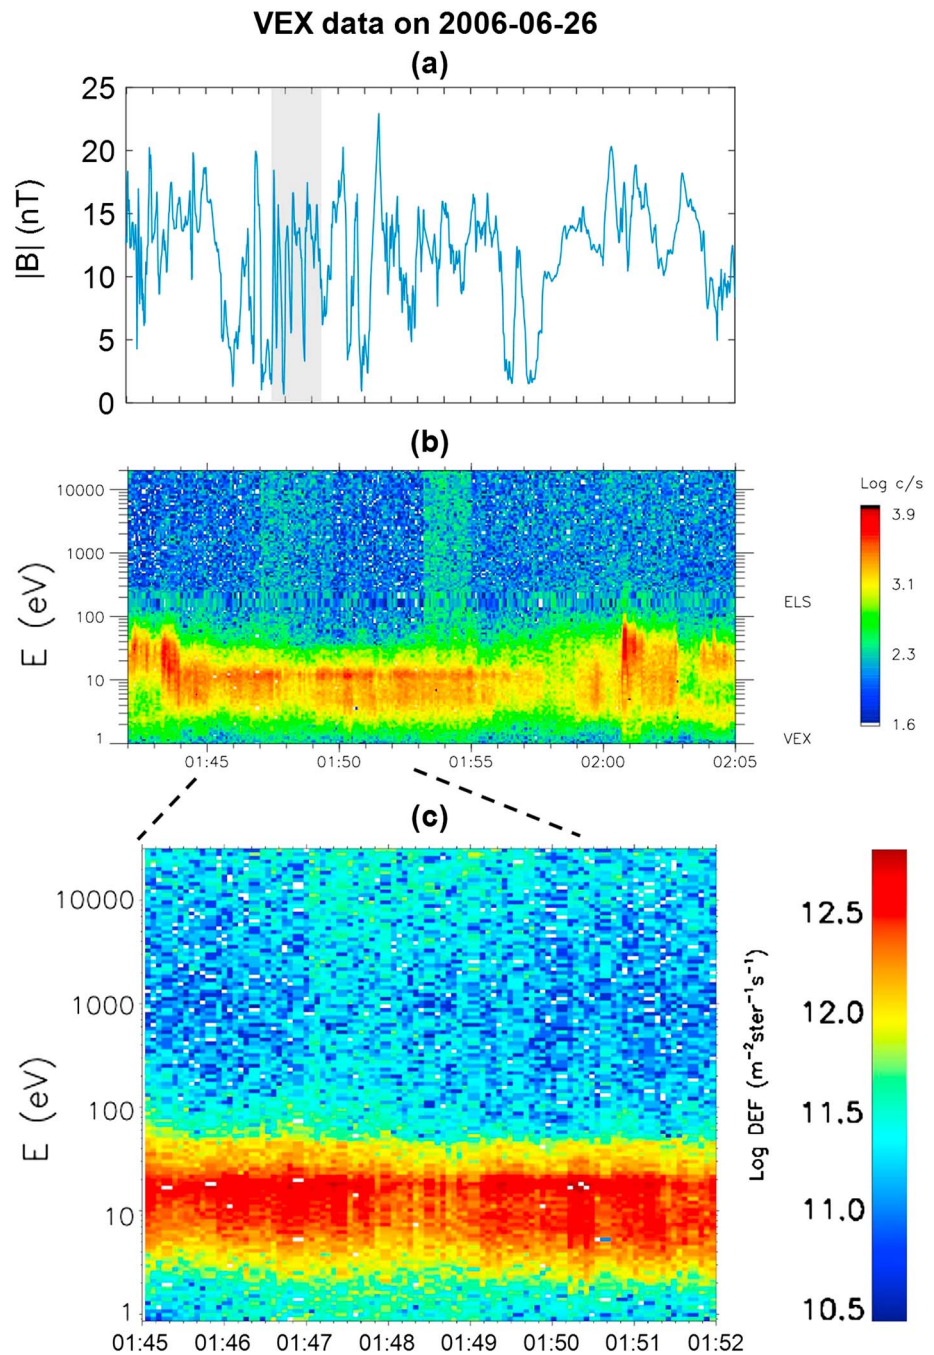 VEX data on 2006-06-26
(a)
25
20
15
10
5
0
|B| (nT)
(b)
E (eV)
10000
1000
100
10
1
01:45 01:50 01:55 02:00 02:05
Log c/s
3.9
3.1
2.3
1.6
ELS
VEX
(c)
E (eV)
10000
1000
100
10
1
01:45 01:46 01:47 01:48 01:49 01:50 01:51 01:52
Log DEF (m⁻²ster⁻¹s⁻¹)
12.5
12.0
11.5
11.0
10.5